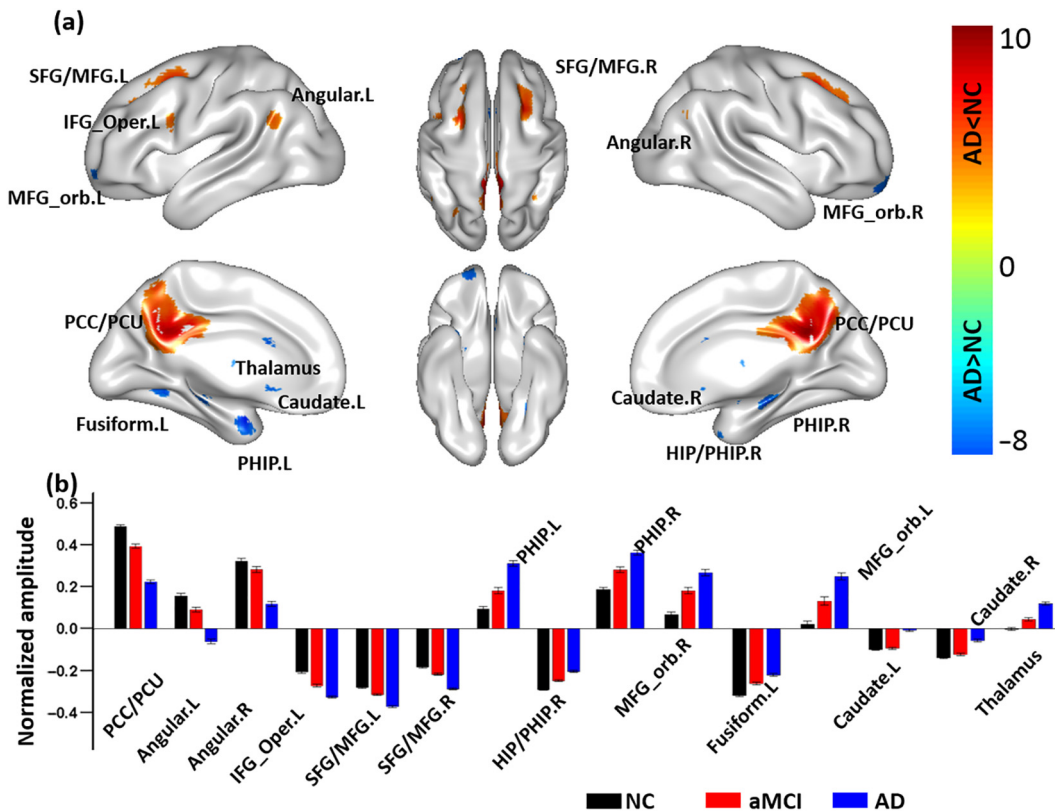 (a)
SFG/MFG.L
Angular.L
IFG_Oper.L
MFG_orb.L
SFG/MFG.R
Angular.R
MFG_orb.R
10
AD<NC
0
AD>NC
−8
PCC/PCU
Thalamus
Caudate.L
Fusiform.L
PHIP.L
PCC/PCU
Caudate.R
PHIP.R
HIP/PHIP.R
(b)
Normalized amplitude
0.6
0.4
0.2
0.0
-0.2
-0.4
PCC/PCU
Angular.L
Angular.R
IFG_Oper.L
SFG/MFG.L
SFG/MFG.R
PHIP.L
HIP/PHIP.R
PHIP.R
MFG_orb.R
Fusiform.L
MFG_orb.L
Caudate.L
Caudate.R
Thalamus
NC aMCI AD